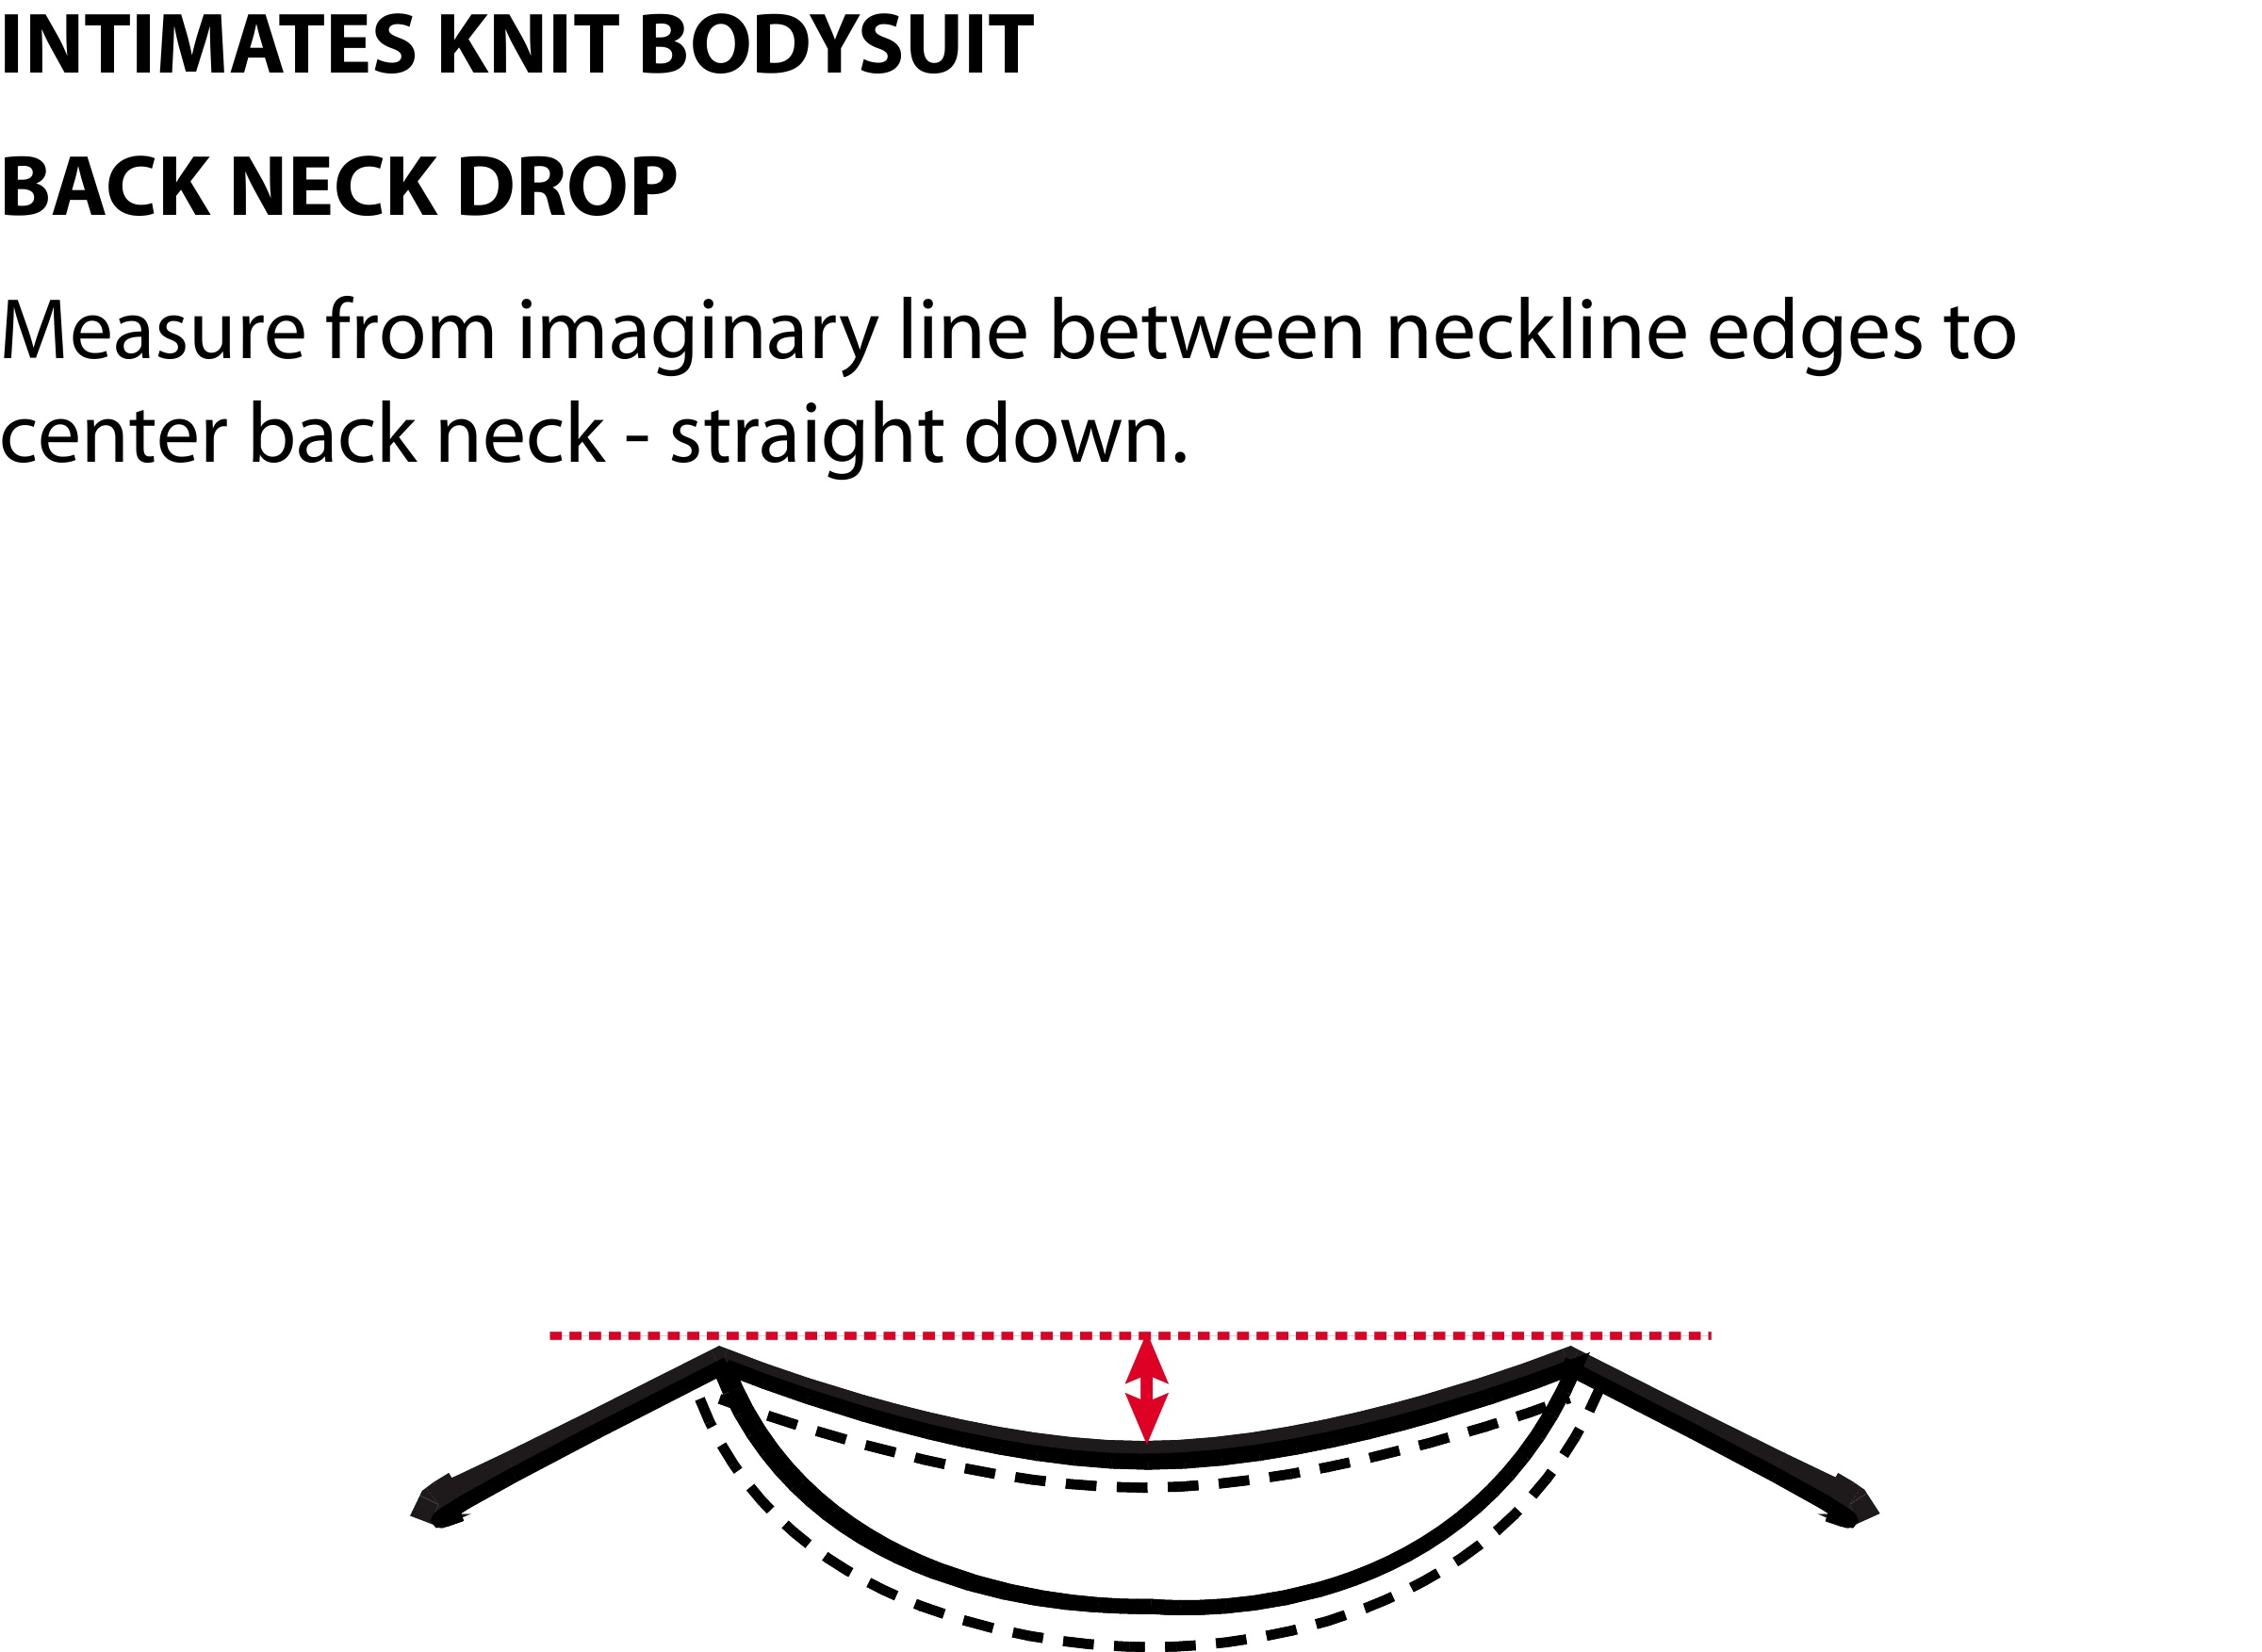 INTIMATES KNIT BODYSUIT
BACK NECK DROP
Measure from imaginary line between neckline edges to
center back neck - straight down.